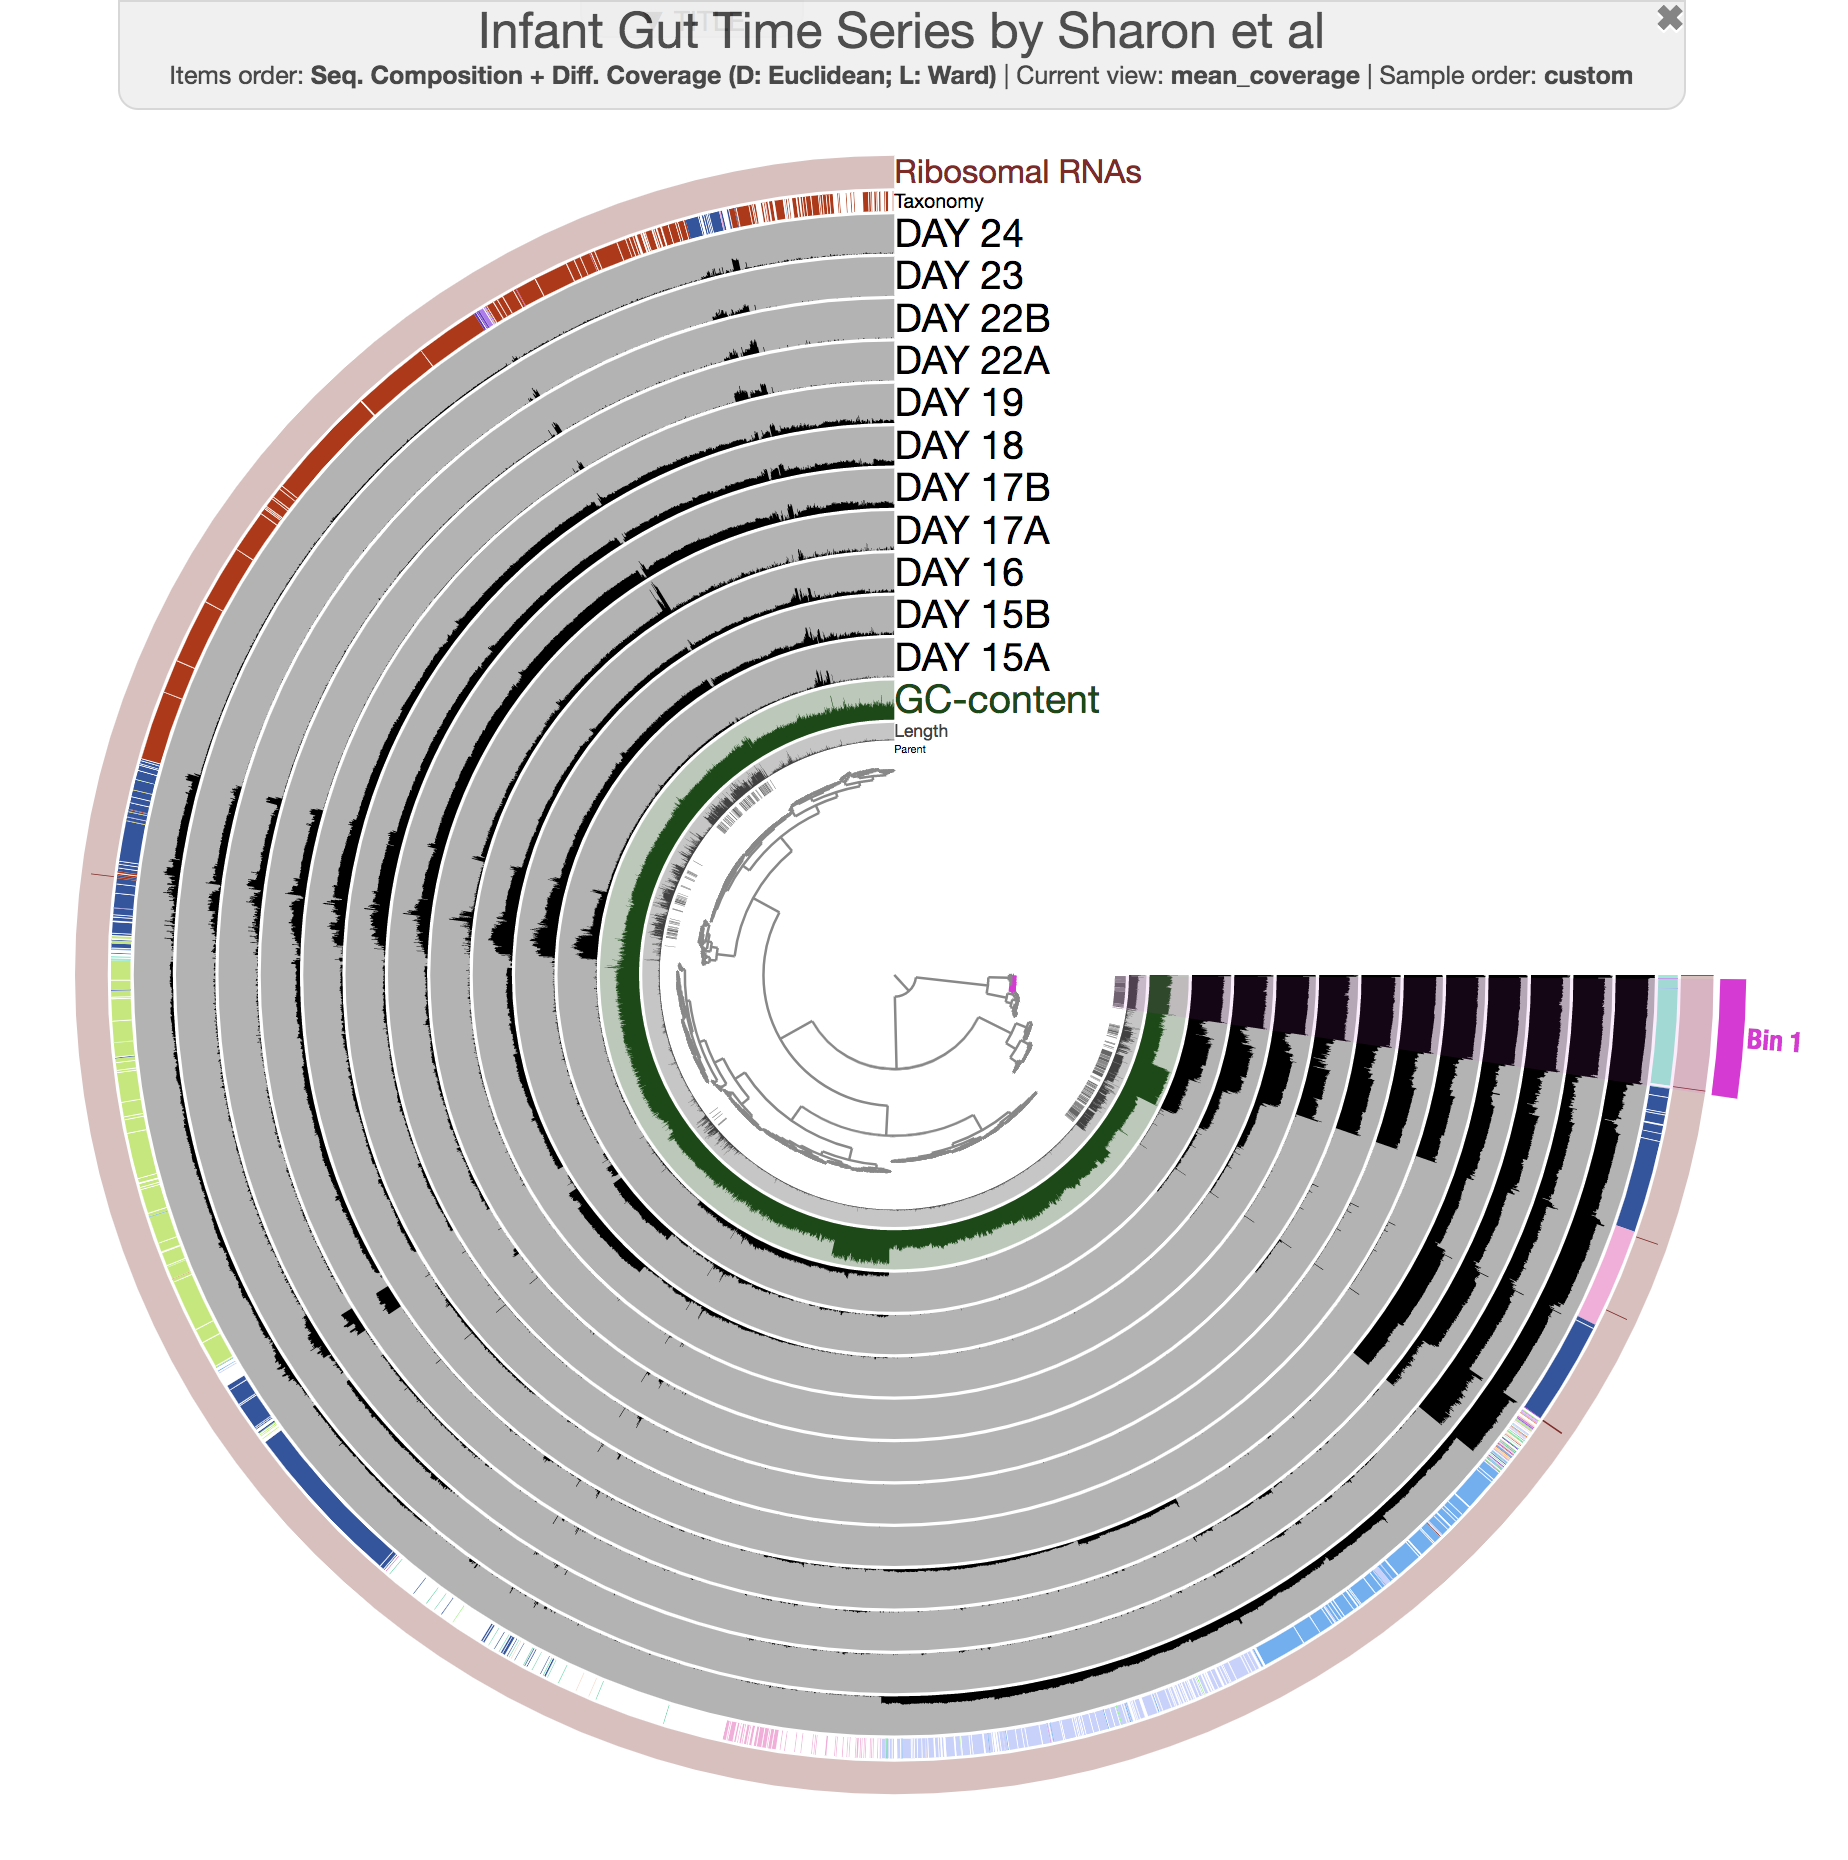 Infant Gut Time Series by Sharon et al
Items order: Seq. Composition + Diff. Coverage (D: Euclidean; L: Ward) | Current view: mean_coverage | Sample order: custom
Ribosomal RNAs
Taxonomy
DAY 24
DAY 23
DAY 22B
DAY 22A
DAY 19
DAY 18
DAY 17B
DAY 17A
DAY 16
DAY 15B
DAY 15A
GC-content
Length
Parent
Bin 1